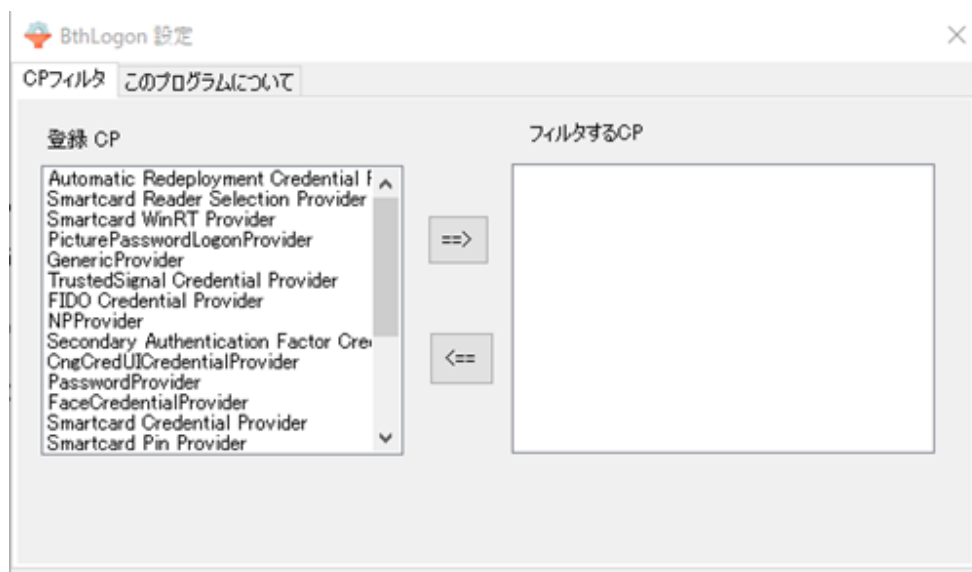 BthLogon 設定
CPフィルタ このプログラムについて
登録 CP
フィルタするCP
Automatic Redeployment Credential
Smartcard Reader Selection Provider
Smartcard WinRT Provider
PicturePasswordLogonProvider
GenericProvider
TrustedSignal Credential Provider
FIDO Credential Provider
NPProvider
Secondary Authentication Factor
CngCredUICredentialProvider
PasswordProvider
FaceCredentialProvider
Smartcard Credential Provider
Smartcard Pin Provider
==>
<==